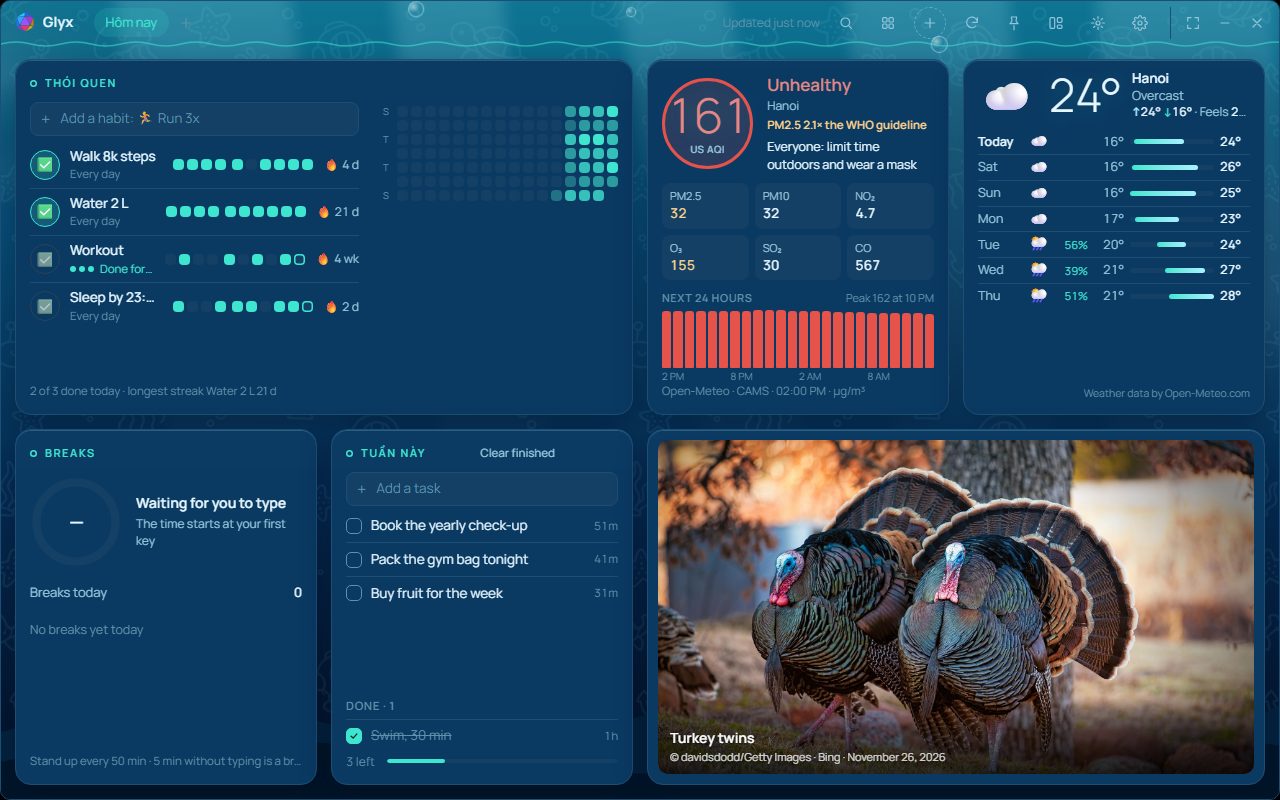 Glyx
Hôm nay
+
Updated just now
THÓI QUEN
+ Add a habit: 🏃 Run 3x
Walk 8k steps
Every day
4 d
Water 2 L
Every day
21 d
Workout
Done for…
4 wk
Sleep by 23:…
Every day
2 d
S
T
T
S
2 of 3 done today · longest streak Water 2 L 21 d
161
US AQI
Unhealthy
Hanoi
PM2.5 2.1× the WHO guideline
Everyone: limit time
outdoors and wear a mask
PM2.5
32
PM10
32
NO₂
4.7
O₃
155
SO₂
30
CO
567
NEXT 24 HOURS
Peak 162 at 10 PM
2 PM 8 PM 2 AM 8 AM
Open-Meteo · CAMS · 02:00 PM · µg/m³
24°
Hanoi
Overcast
↑24° ↓16° · Feels 2…
Today 16° 24°
Sat 16° 26°
Sun 16° 25°
Mon 17° 23°
Tue 56% 20° 24°
Wed 39% 21° 27°
Thu 51% 21° 28°
Weather data by Open-Meteo.com
BREAKS
–
Waiting for you to type
The time starts at your first
key
Breaks today 0
No breaks yet today
Stand up every 50 min · 5 min without typing is a br…
TUẦN NÀY
Clear finished
+ Add a task
Book the yearly check-up 51m
Pack the gym bag tonight 41m
Buy fruit for the week 31m
DONE · 1
Swim, 30 min 1h
3 left
Turkey twins
© davidsdodd/Getty Images · Bing · November 26, 2026